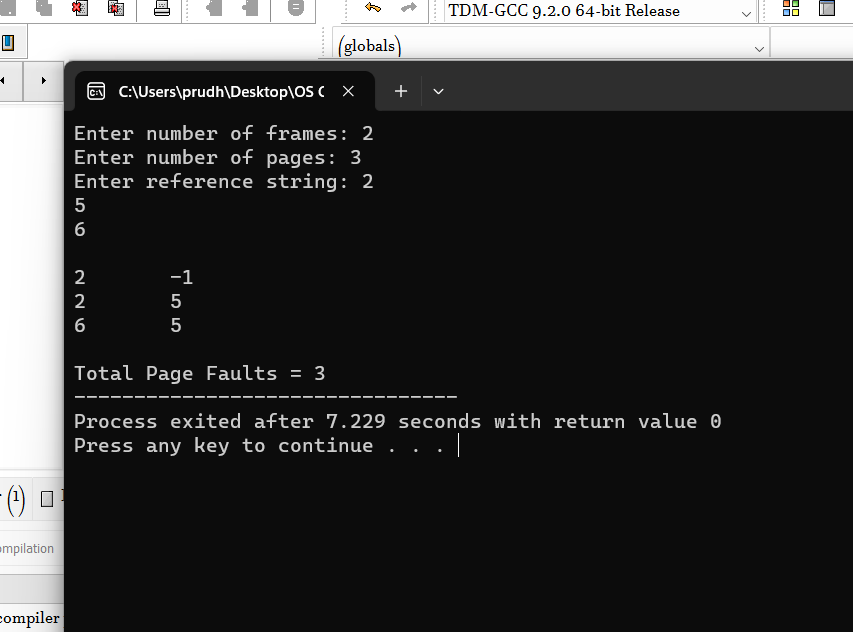 TDM-GCC 9.2.0 64-bit Release
(globals)
C:\Users\prudh\Desktop\OS
Enter number of frames: 2
Enter number of pages: 3
Enter reference string: 2
5
6
2 -1
2 5
6 5
Total Page Faults = 3
--------------------------------
Process exited after 7.229 seconds with return value 0
Press any key to continue . . .
(1)
ompilation
compiler